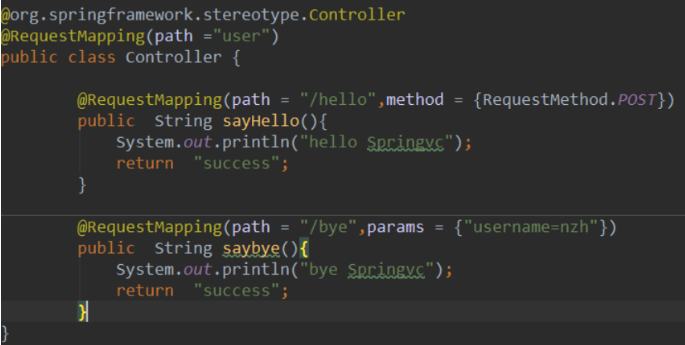 @org.springframework.stereotype.Controller
@RequestMapping(path ="user")
public class Controller {
@RequestMapping(path = "/hello",method = {RequestMethod.POST})
public  String sayHello(){
System.out.println("hello Springvc");
return  "success";
}
@RequestMapping(path = "/bye",params = {"username=nzh"})
public  String saybye(){
System.out.println("bye Springvc");
return  "success";
}
}